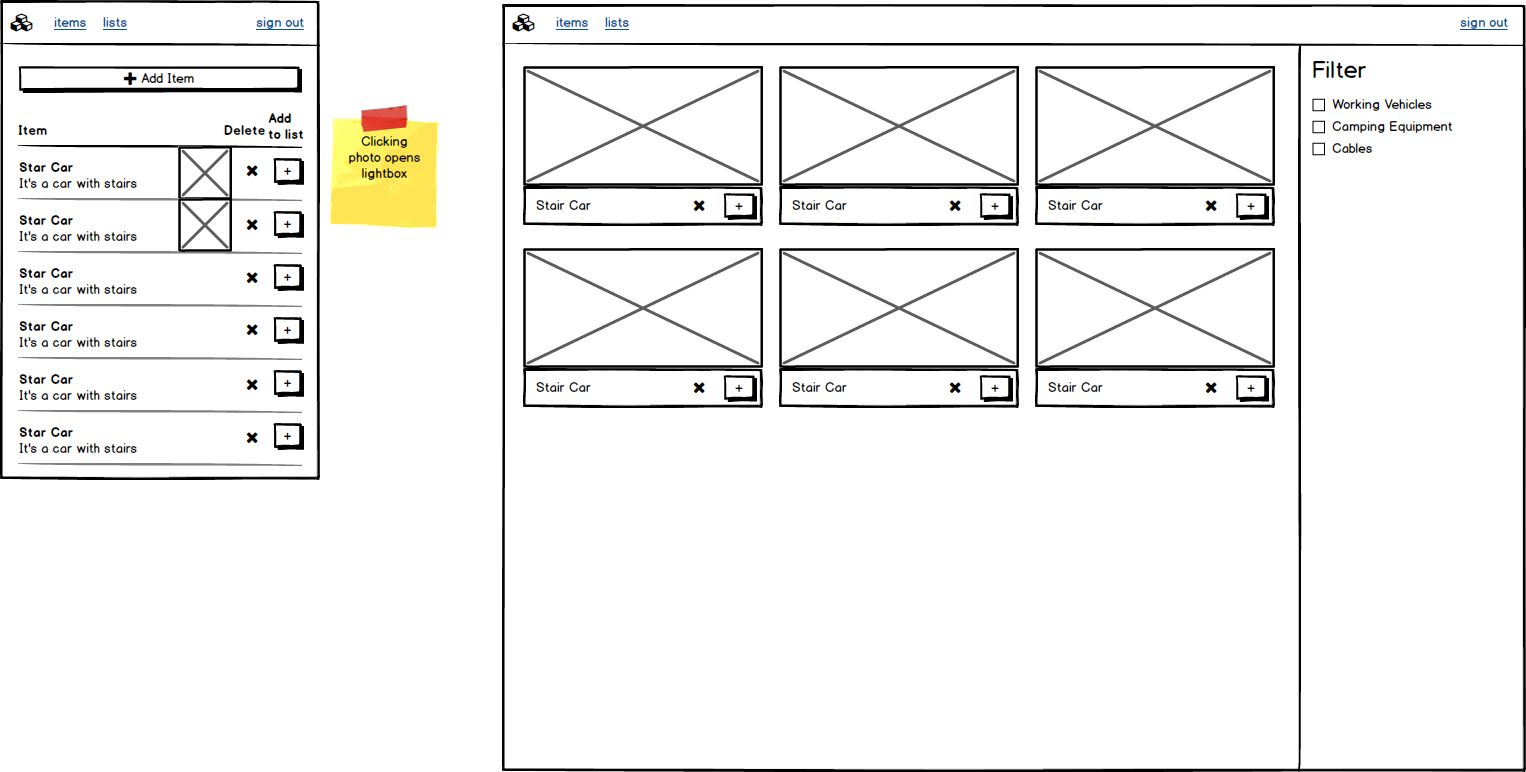 items lists sign out
+ Add Item
Item Delete Add to list
Star Car
It's a car with stairs
+
Star Car
It's a car with stairs
+
Star Car
It's a car with stairs
+
Star Car
It's a car with stairs
+
Star Car
It's a car with stairs
+
Star Car
It's a car with stairs
+
Clicking
photo opens
lightbox
items lists sign out
Stair Car + Stair Car + Stair Car +
Stair Car + Stair Car + Stair Car +
Filter
Working Vehicles
Camping Equipment
Cables